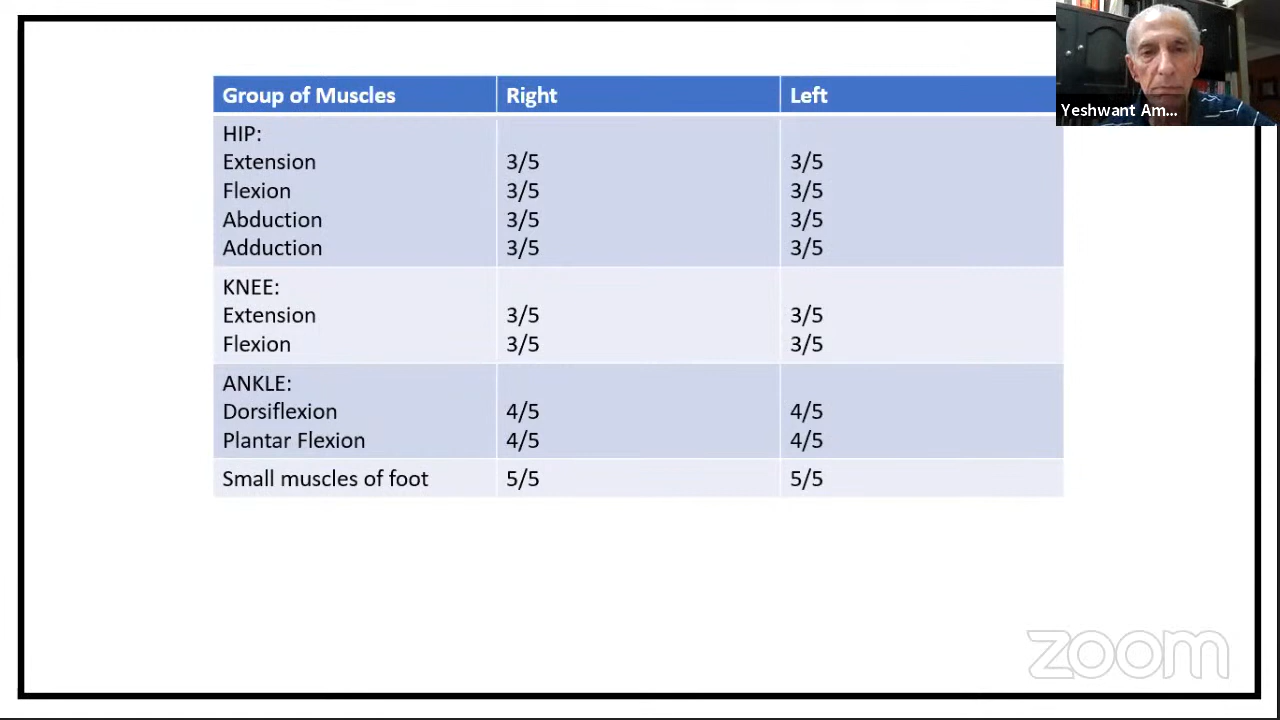 Group of Muscles Right Left
HIP:
Extension 3/5 3/5
Flexion 3/5 3/5
Abduction 3/5 3/5
Adduction 3/5 3/5
KNEE:
Extension 3/5 3/5
Flexion 3/5 3/5
ANKLE:
Dorsiflexion 4/5 4/5
Plantar Flexion 4/5 4/5
Small muscles of foot 5/5 5/5
Yeshwant Am...
zoom